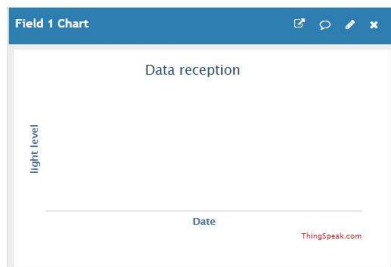 Field 1 Chart
Data reception
light level
Date
ThingSpeak.com